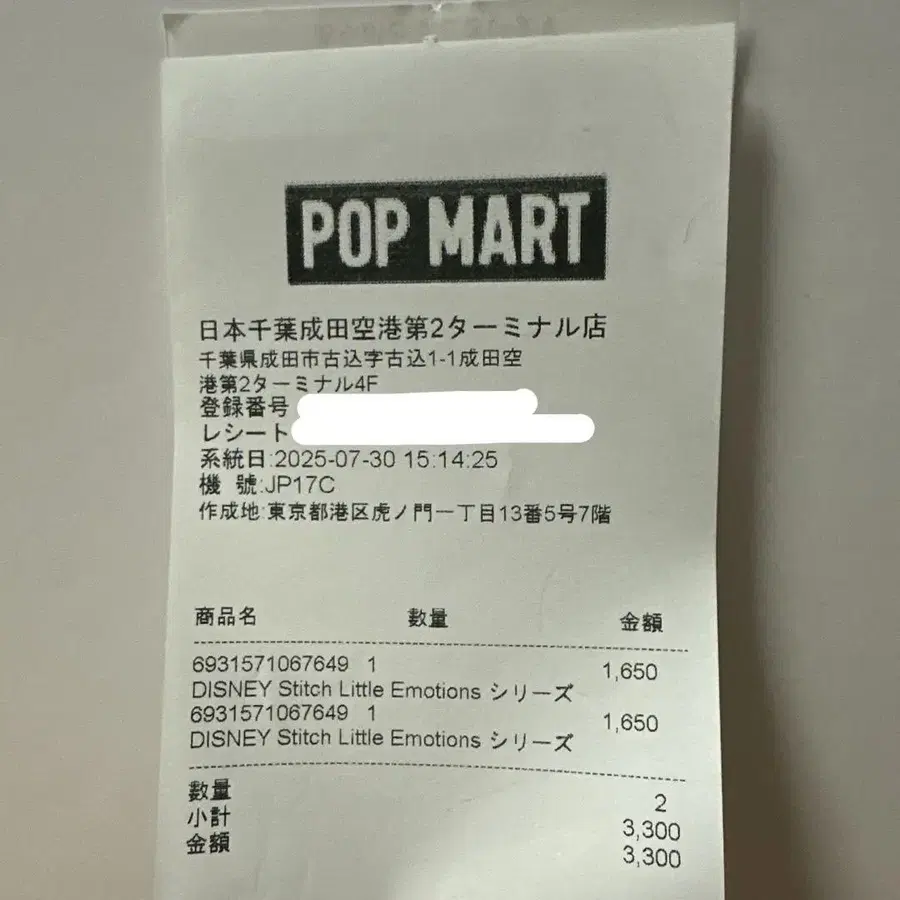 POP MART
日本千葉成田空港第2ターミナル店
千葉県成田市古込字古込1-1成田空
港第2ターミナル4F
登録番号
レシート
系統日:2025-07-30 15:14:25
機 號:JP17C
作成地:東京都港区虎ノ門一丁目13番5号7階
商品名 數量 金額
6931571067649 1 1,650
DISNEY Stitch Little Emotions シリーズ
6931571067649 1 1,650
DISNEY Stitch Little Emotions シリーズ
數量 2
小計 3,300
金額 3,300